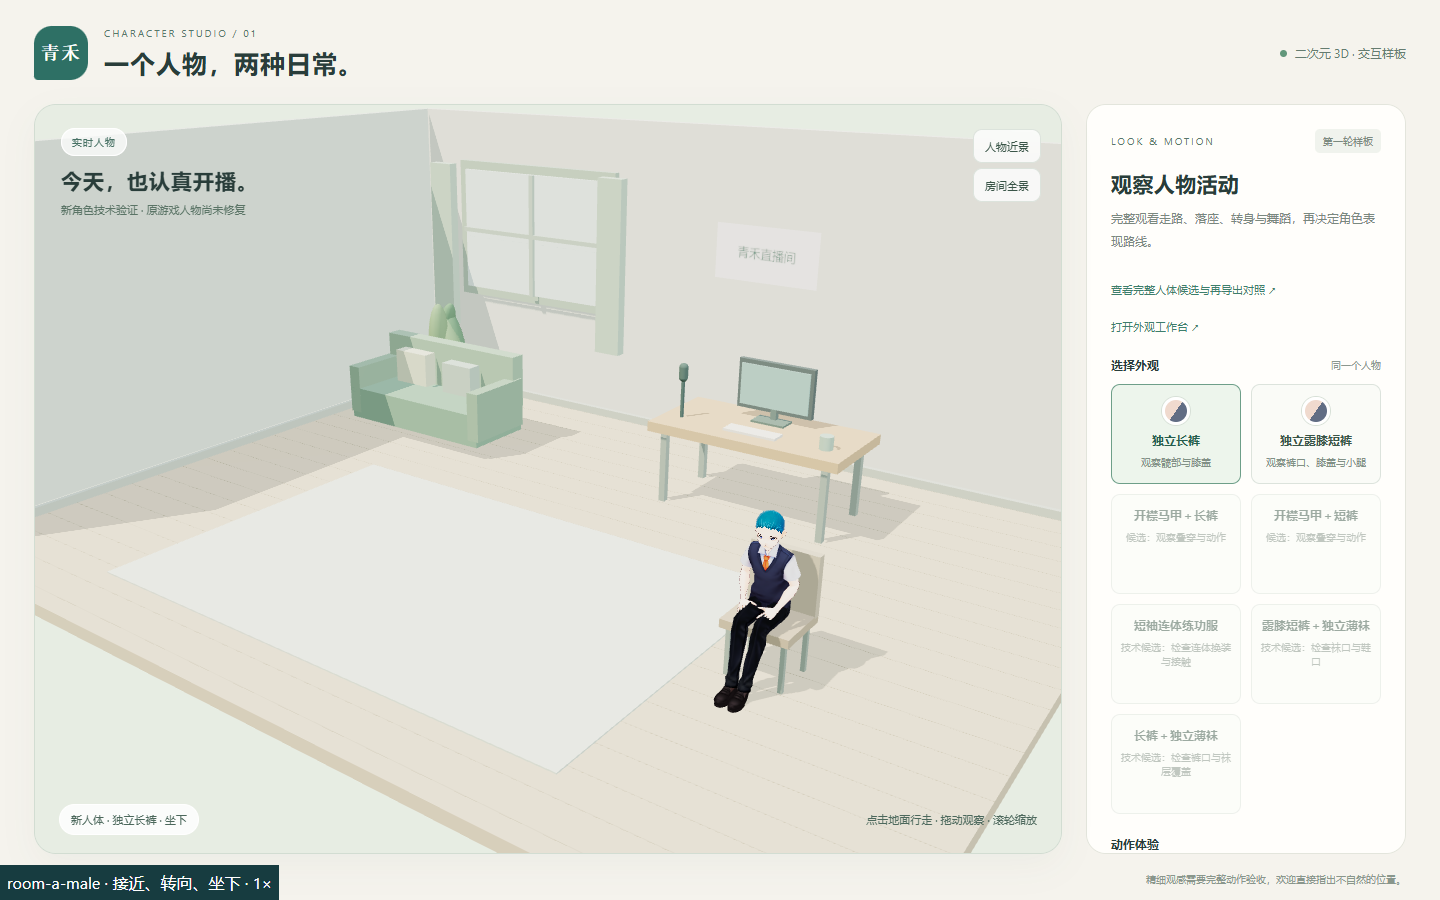 青禾
CHARACTER STUDIO / 01
一个人物，两种日常。
二次元 3D · 交互样板
实时人物
今天，也认真开播。
新角色技术验证 · 原游戏人物尚未修复
人物近景
房间全景
青禾直播间
新人体 · 独立长裤 · 坐下
点击地面行走 · 拖动观察 · 滚轮缩放
LOOK & MOTION
第一轮样板
观察人物活动
完整观看走路、落座、转身与舞蹈，再决定角色表
现路线。
查看完整人体候选与再导出对照 ↗
打开外观工作台 ↗
选择外观
同一个人物
独立长裤
观察髋部与膝盖
独立露膝短裤
观察裤口、膝盖与小腿
开襟马甲 + 长裤
候选：观察叠穿与动作
开襟马甲 + 短裤
候选：观察叠穿与动作
短袖连体练功服
技术候选：检查连体换装
与接触
露膝短裤 + 独立薄袜
技术候选：检查袜口与鞋
口
长裤 + 独立薄袜
技术候选：检查裤口与袜
层覆盖
动作体验
room-a-male · 接近、转向、坐下 · 1×
精细观感需要完整动作验收，欢迎直接指出不自然的位置。